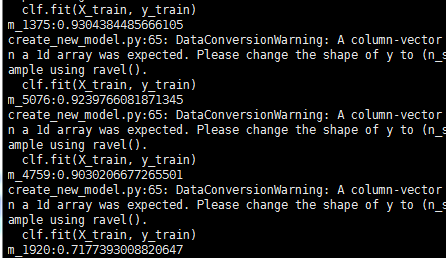 clf.fit(X_train, y_train)
m_1375:0.9304384485666105
create_new_model.py:65: DataConversionWarning: A column-vector
n a 1d array was expected. Please change the shape of y to (n_s
ample using ravel().
clf.fit(X_train, y_train)
m_5076:0.9239766081871345
create_new_model.py:65: DataConversionWarning: A column-vector
n a 1d array was expected. Please change the shape of y to (n_s
ample using ravel().
clf.fit(X_train, y_train)
m_4759:0.9030206677265501
create_new_model.py:65: DataConversionWarning: A column-vector
n a 1d array was expected. Please change the shape of y to (n_s
ample using ravel().
clf.fit(X_train, y_train)
m_1920:0.7177393008820647